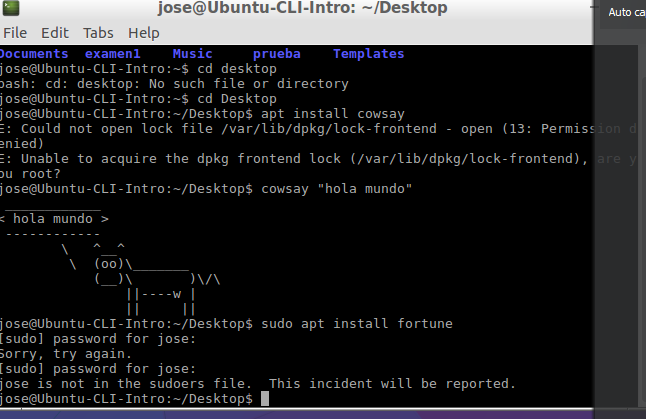 jose@Ubuntu-CLI-Intro: ~/Desktop
Auto ca
File Edit Tabs Help
Documents examen1 Music prueba Templates
jose@Ubuntu-CLI-Intro:~$ cd desktop
bash: cd: desktop: No such file or directory
jose@Ubuntu-CLI-Intro:~$ cd Desktop
jose@Ubuntu-CLI-Intro:~/Desktop$ apt install cowsay
E: Could not open lock file /var/lib/dpkg/lock-frontend - open (13: Permission d
enied)
E: Unable to acquire the dpkg frontend lock (/var/lib/dpkg/lock-frontend), are y
ou root?
jose@Ubuntu-CLI-Intro:~/Desktop$ cowsay "hola mundo"
 ____________
< hola mundo >
 ------------
        \   ^__^
         \  (oo)\_______
            (__)\       )\/\
                ||----w |
                ||     ||
jose@Ubuntu-CLI-Intro:~/Desktop$ sudo apt install fortune
[sudo] password for jose:
Sorry, try again.
[sudo] password for jose:
jose is not in the sudoers file.  This incident will be reported.
jose@Ubuntu-CLI-Intro:~/Desktop$